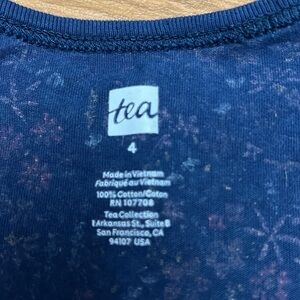 tea
4
Made in Vietnam
Fabriqué au Vietnam
100% Cotton/Coton
RN 107708
Tea Collection
1 Arkansas St., Suite B
San Francisco, CA
94107 USA